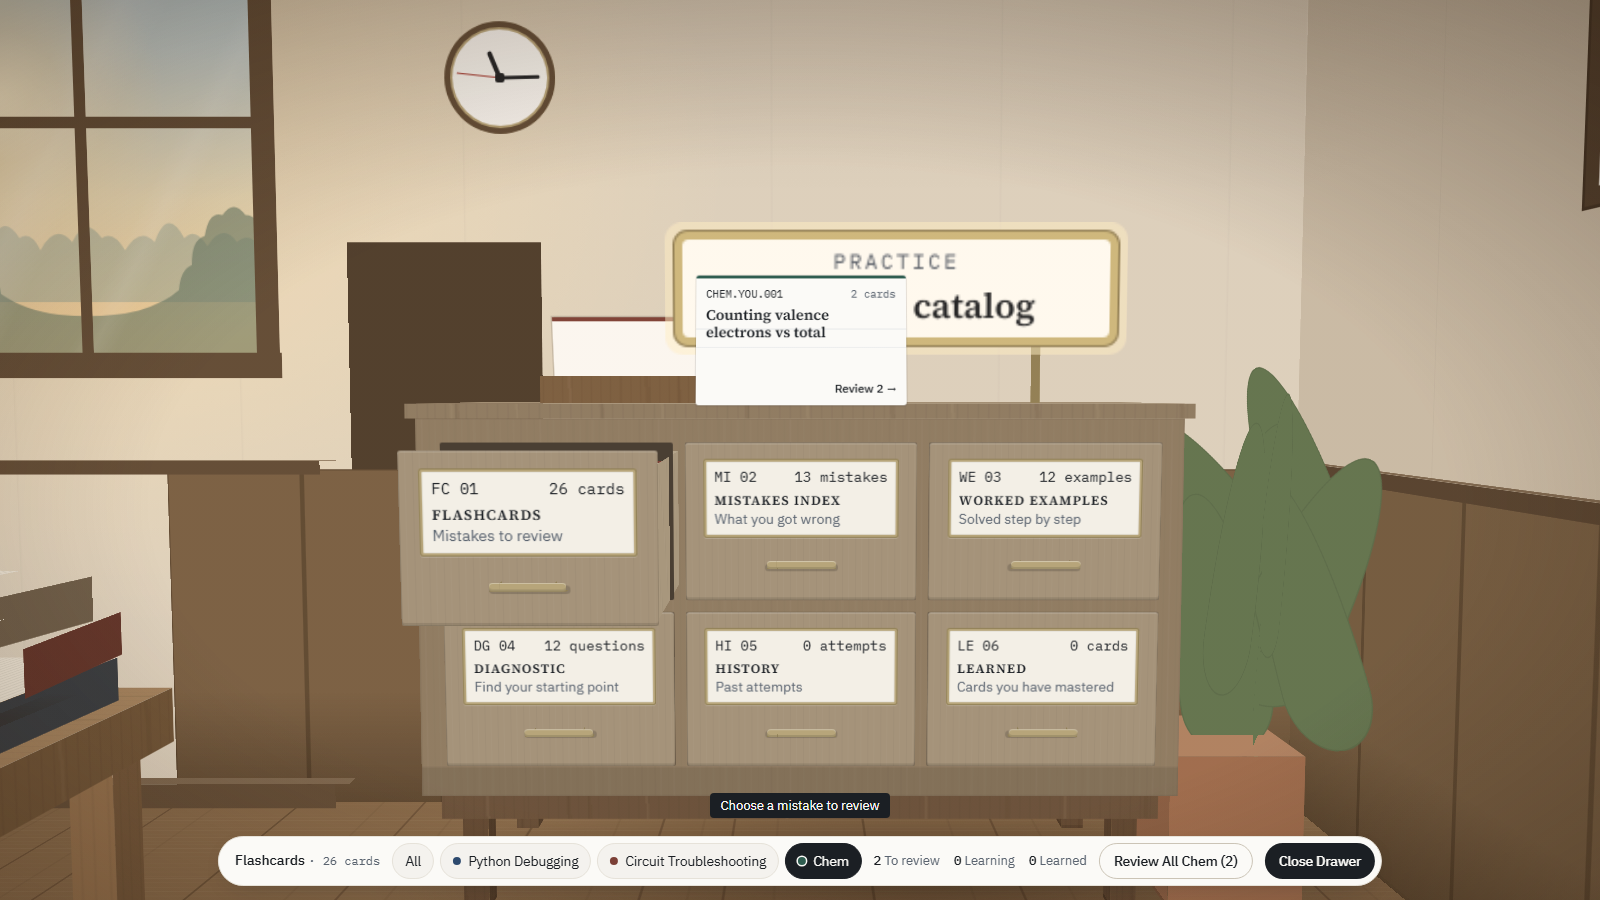 PRACTICE
catalog
CHEM.YOU.001 2 cards
Counting valence
electrons vs total
Review 2 →
FC 01 26 cards
FLASHCARDS
Mistakes to review
MI 02 13 mistakes
MISTAKES INDEX
What you got wrong
WE 03 12 examples
WORKED EXAMPLES
Solved step by step
DG 04 12 questions
DIAGNOSTIC
Find your starting point
HI 05 0 attempts
HISTORY
Past attempts
LE 06 0 cards
LEARNED
Cards you have mastered
Choose a mistake to review
Flashcards · 26 cards All Python Debugging Circuit Troubleshooting Chem 2 To review 0 Learning 0 Learned Review All Chem (2) Close Drawer